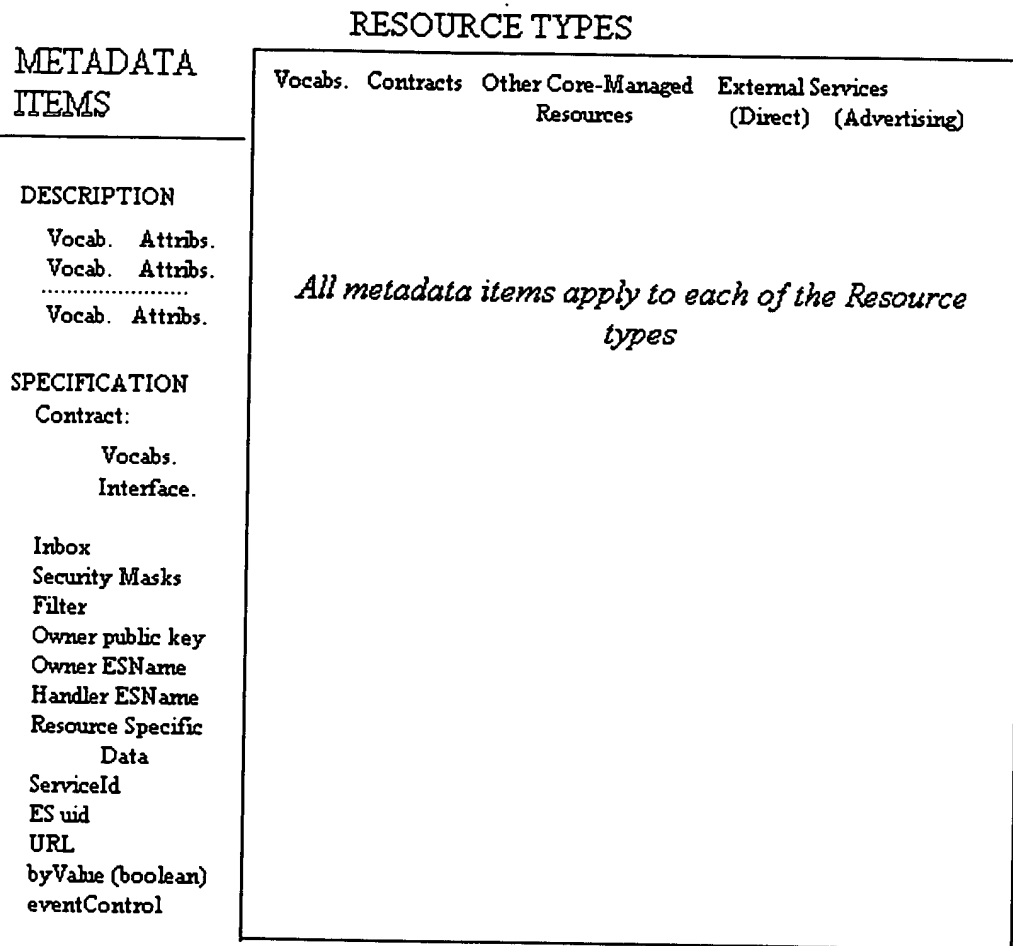 RESOURCE TYPES
METADATA
ITEMS
Vocabs. Contracts Other Core-Managed External Services
Resources (Direct) (Advertising)
DESCRIPTION
Vocab. Attribs.
Vocab. Attribs.
......................
Vocab. Attribs.
All metadata items apply to each of the Resource
types
SPECIFICATION
Contract:
Vocabs.
Interface.
Inbox
Security Masks
Filter
Owner public key
Owner ESName
Handler ESName
Resource Specific
Data
ServiceId
ES uid
URL
byValue (boolean)
eventControl